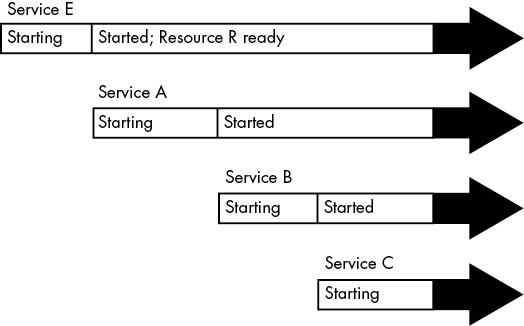 Service E
Starting Started; Resource R ready
Service A
Starting Started
Service B
Starting Started
Service C
Starting